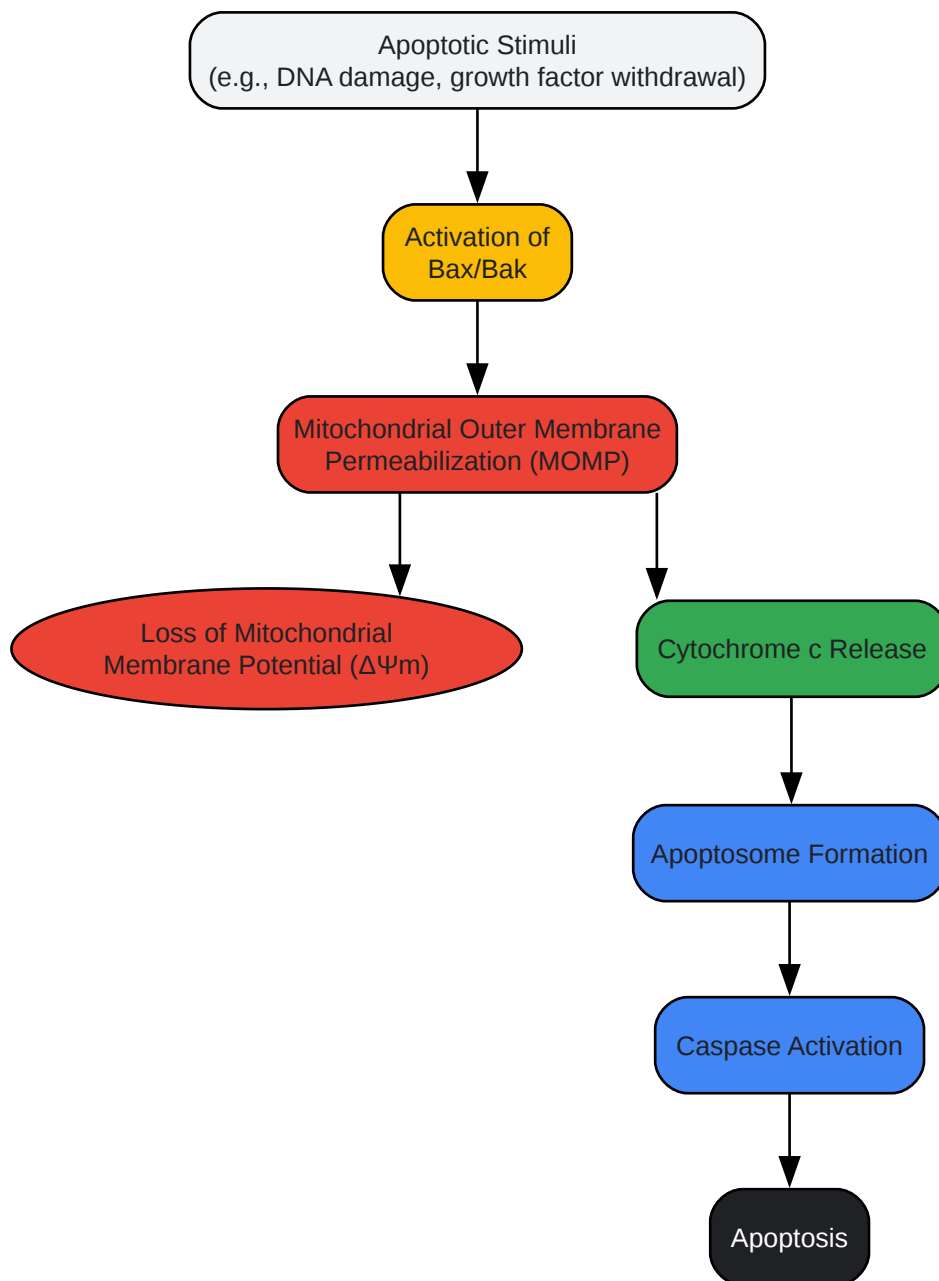 Apoptotic Stimuli
(e.g., DNA damage, growth factor withdrawal)
Activation of
Bax/Bak
Mitochondrial Outer Membrane
Permeabilization (MOMP)
Loss of Mitochondrial
Membrane Potential (ΔΨm)
Cytochrome c Release
Apoptosome Formation
Caspase Activation
Apoptosis